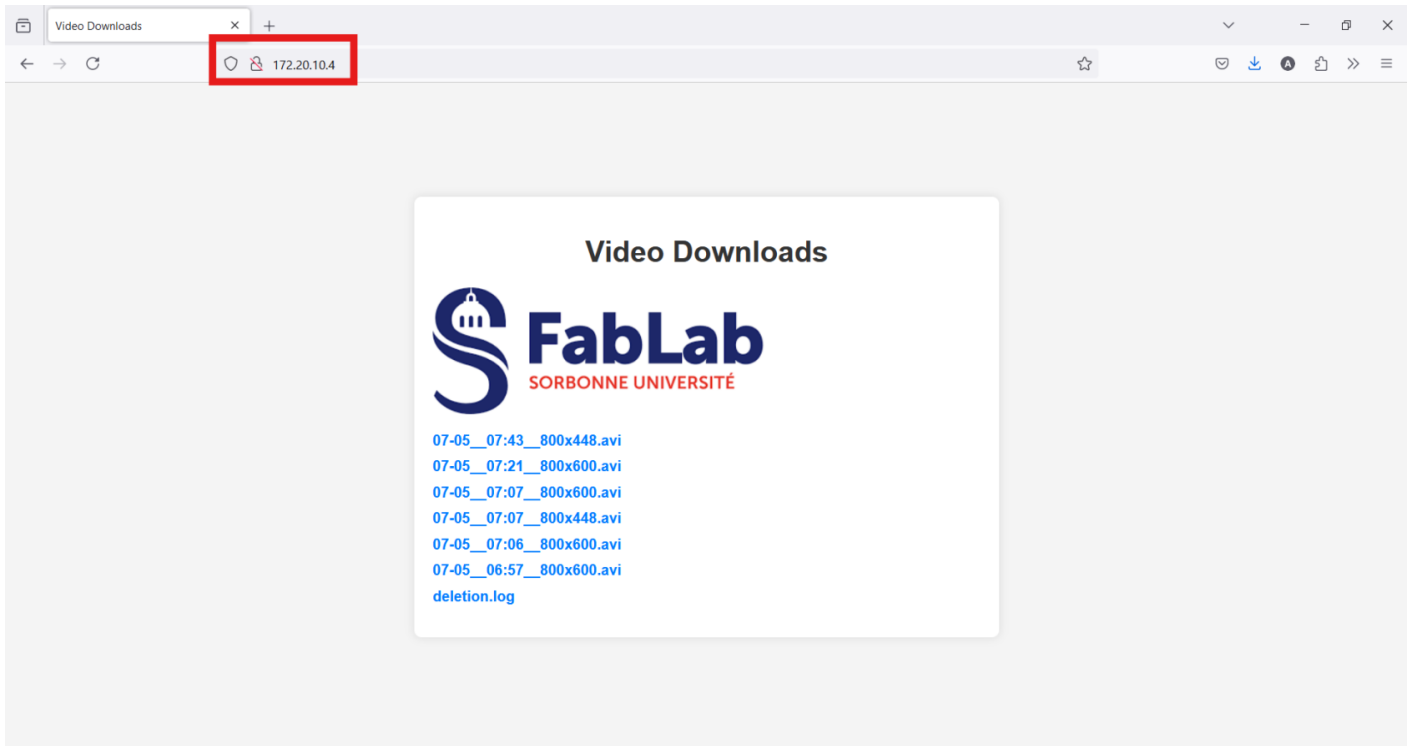 Video Downloads
172.20.10.4
Video Downloads
FabLab
SORBONNE UNIVERSITÉ
07-05__07:43__800x448.avi
07-05__07:21__800x600.avi
07-05__07:07__800x600.avi
07-05__07:07__800x448.avi
07-05__07:06__800x600.avi
07-05__06:57__800x600.avi
deletion.log